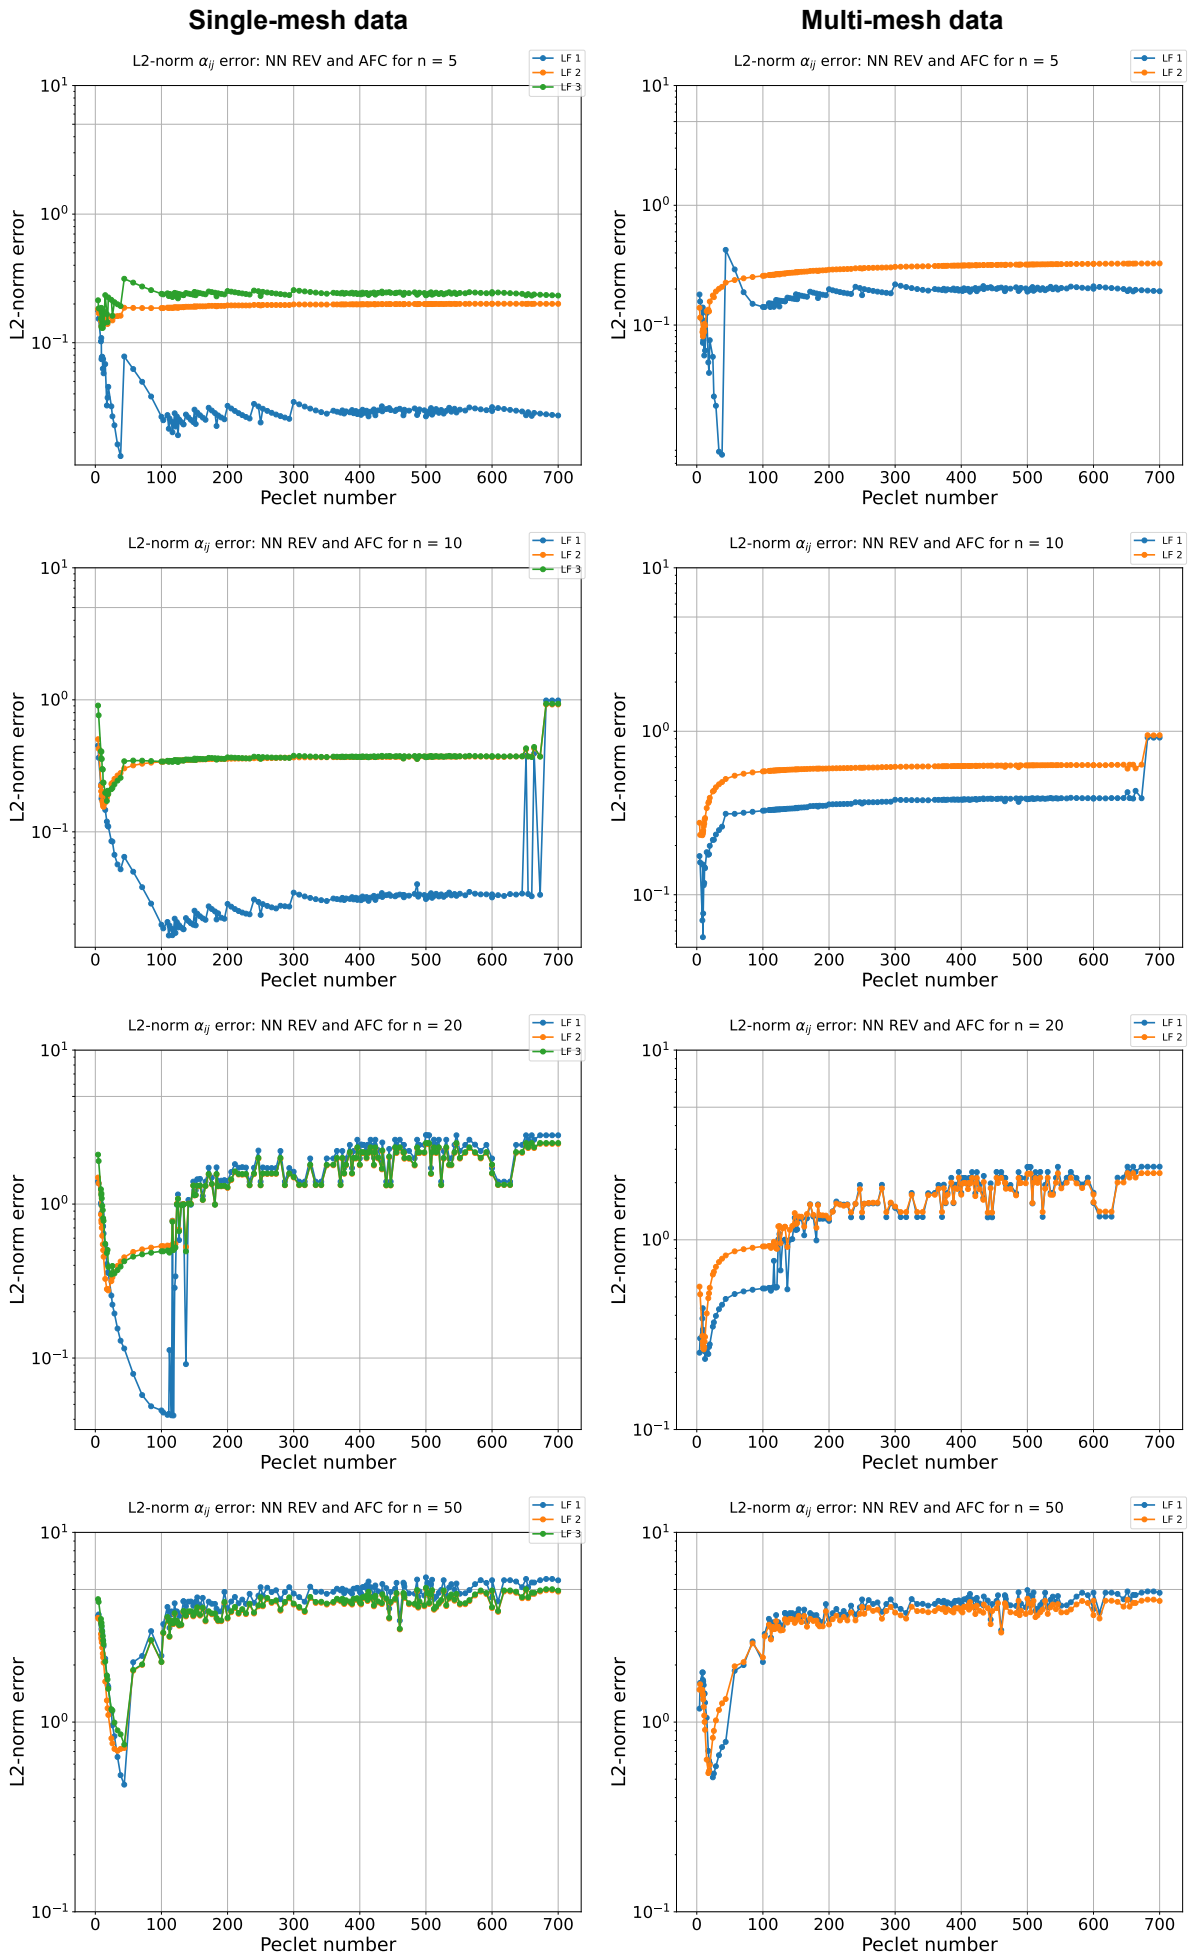 Single-mesh data
Multi-mesh data
L2-norm αij error: NN REV and AFC for n = 5
LF 1
LF 2
LF 3
10^1
10^0
10^−1
L2-norm error
0 100 200 300 400 500 600 700
Peclet number
L2-norm αij error: NN REV and AFC for n = 5
LF 1
LF 2
10^1
10^0
10^−1
L2-norm error
0 100 200 300 400 500 600 700
Peclet number
L2-norm αij error: NN REV and AFC for n = 10
LF 1
LF 2
LF 3
10^1
10^0
10^−1
L2-norm error
0 100 200 300 400 500 600 700
Peclet number
L2-norm αij error: NN REV and AFC for n = 10
LF 1
LF 2
10^1
10^0
10^−1
L2-norm error
0 100 200 300 400 500 600 700
Peclet number
L2-norm αij error: NN REV and AFC for n = 20
LF 1
LF 2
LF 3
10^1
10^0
10^−1
L2-norm error
0 100 200 300 400 500 600 700
Peclet number
L2-norm αij error: NN REV and AFC for n = 20
LF 1
LF 2
10^1
10^0
10^−1
L2-norm error
0 100 200 300 400 500 600 700
Peclet number
L2-norm αij error: NN REV and AFC for n = 50
LF 1
LF 2
LF 3
10^1
10^0
10^−1
L2-norm error
0 100 200 300 400 500 600 700
Peclet number
L2-norm αij error: NN REV and AFC for n = 50
LF 1
LF 2
10^1
10^0
10^−1
L2-norm error
0 100 200 300 400 500 600 700
Peclet number